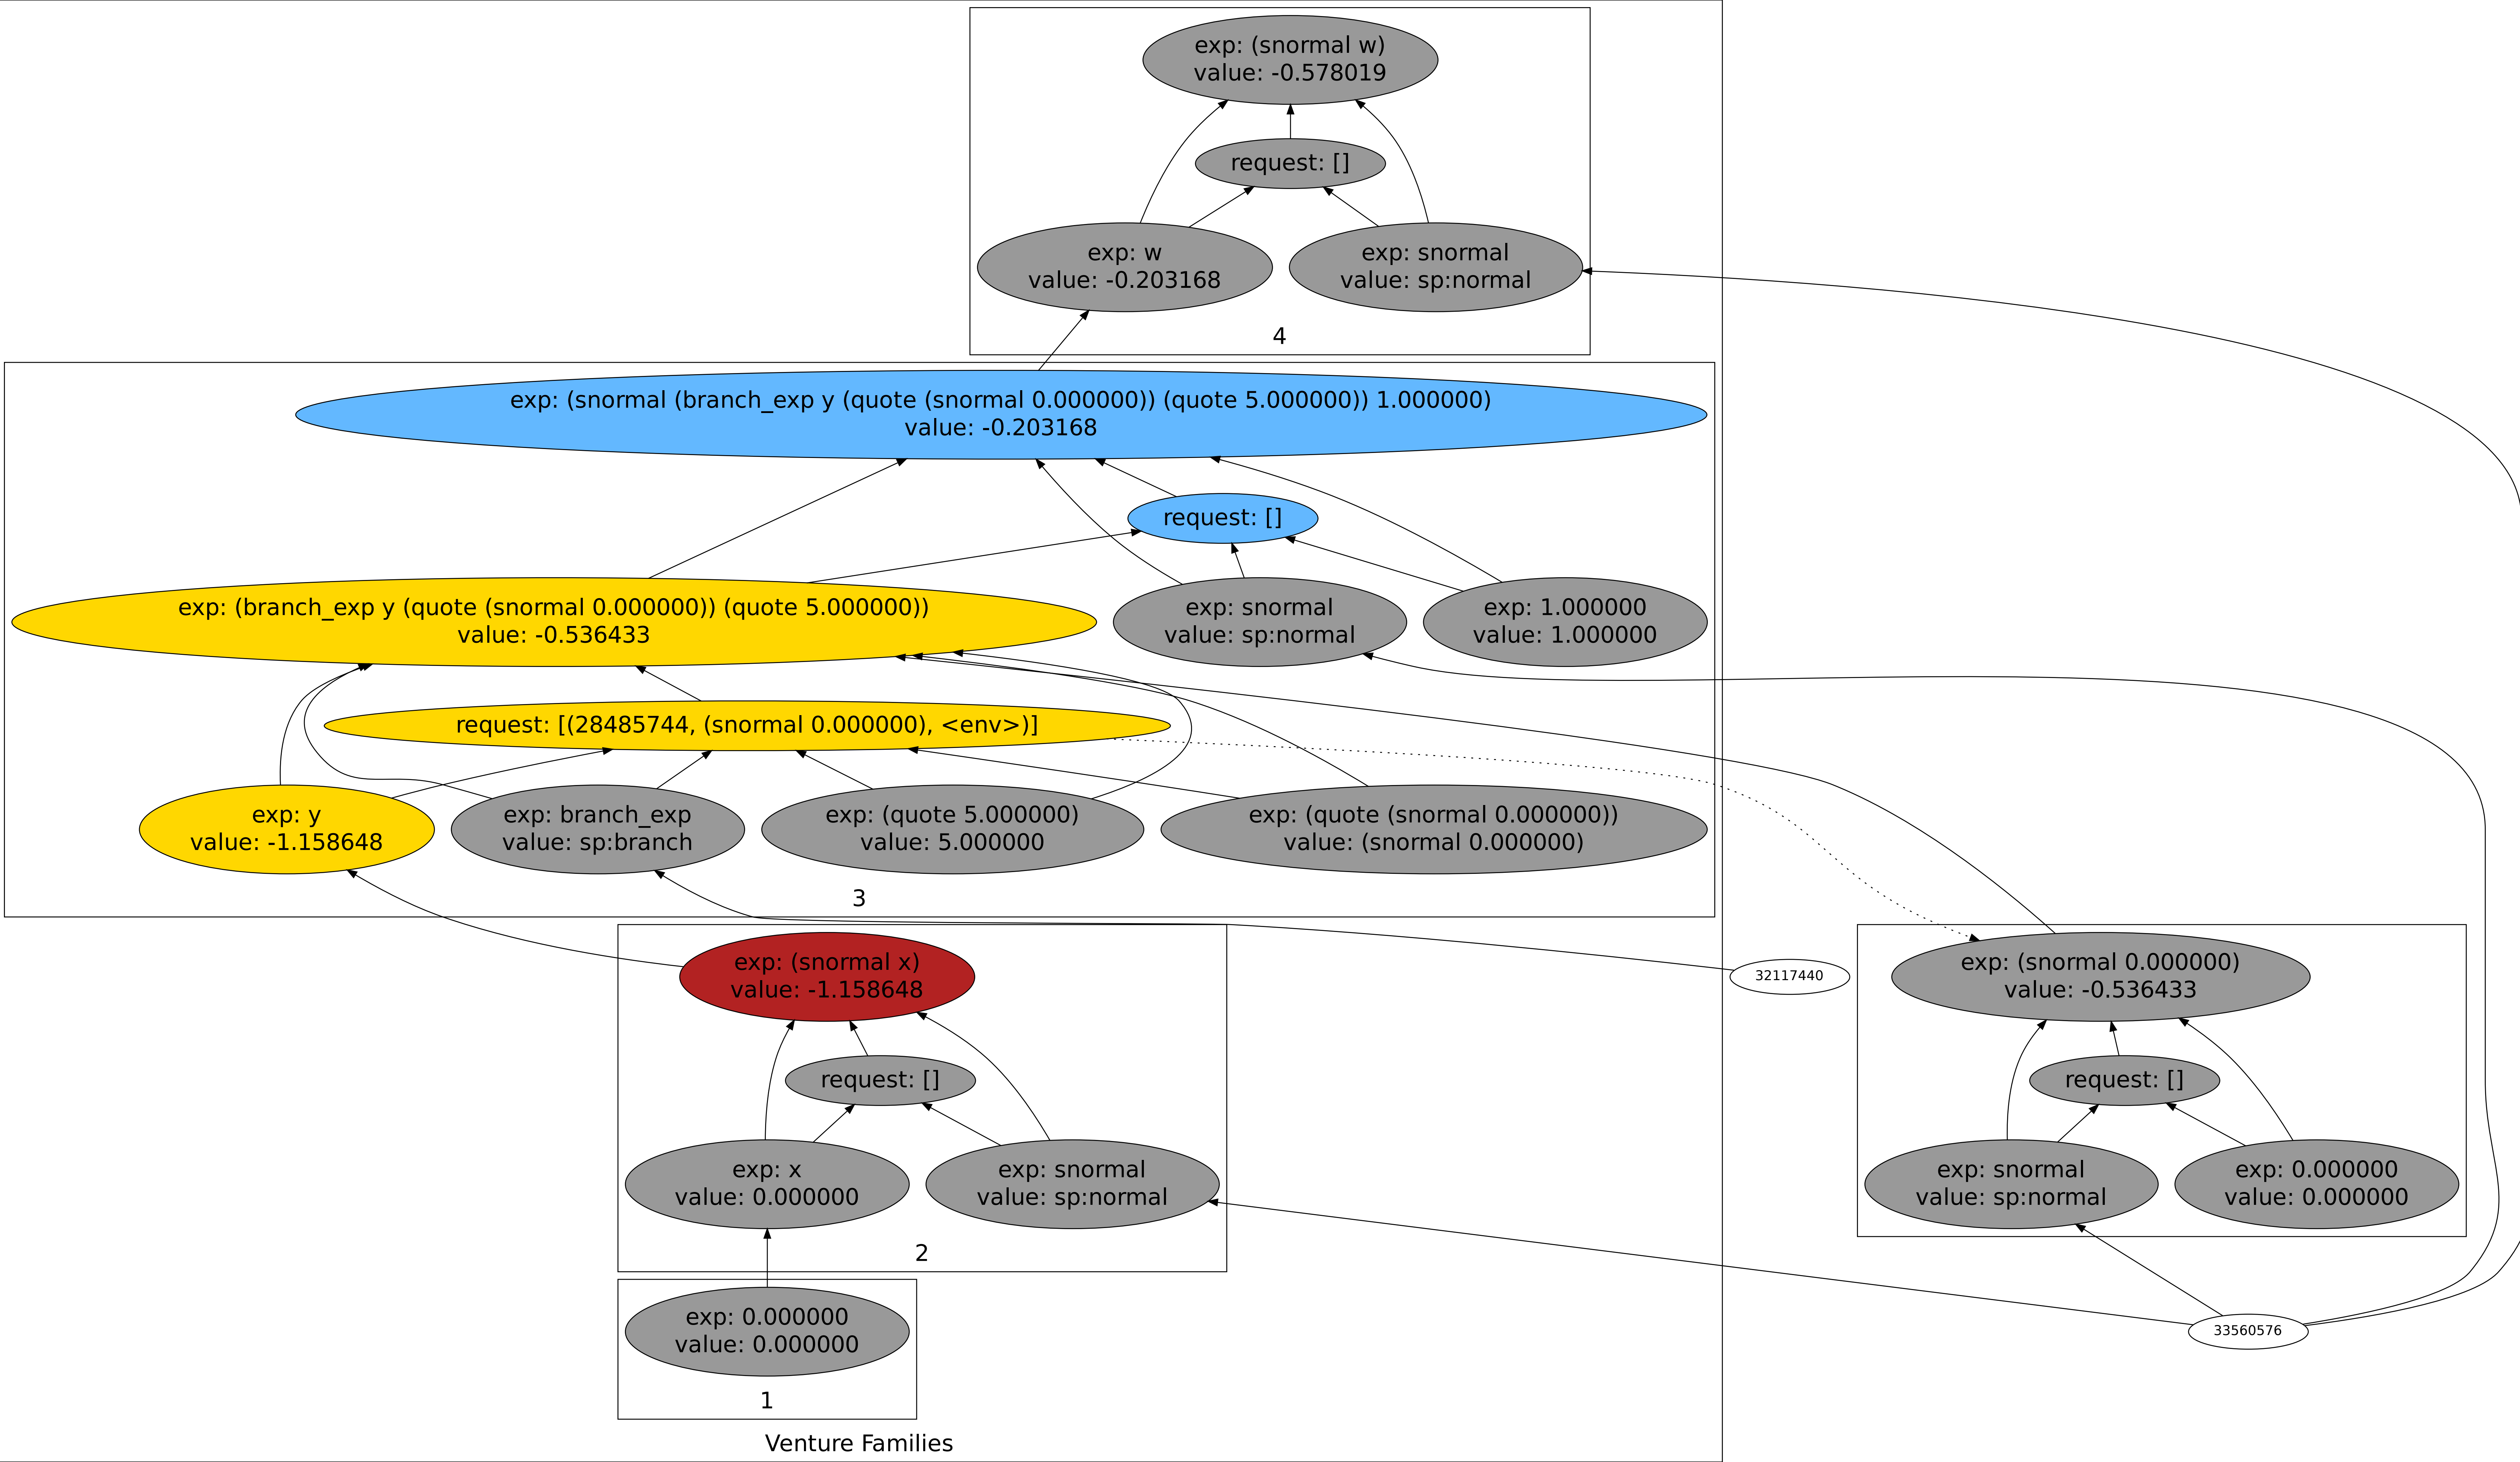 exp: (snormal w)
value: -0.578019
request: []
exp: w
value: -0.203168
exp: snormal
value: sp:normal
4
exp: (snormal (branch_exp y (quote (snormal 0.000000)) (quote 5.000000)) 1.000000)
value: -0.203168
request: []
exp: (branch_exp y (quote (snormal 0.000000)) (quote 5.000000))
value: -0.536433
exp: snormal
value: sp:normal
exp: 1.000000
value: 1.000000
request: [(28485744, (snormal 0.000000), <env>)]
exp: y
value: -1.158648
exp: branch_exp
value: sp:branch
exp: (quote 5.000000)
value: 5.000000
exp: (quote (snormal 0.000000))
value: (snormal 0.000000)
3
exp: (snormal x)
value: -1.158648
32117440
exp: (snormal 0.000000)
value: -0.536433
request: []
request: []
exp: x
value: 0.000000
exp: snormal
value: sp:normal
exp: snormal
value: sp:normal
exp: 0.000000
value: 0.000000
2
exp: 0.000000
value: 0.000000
33560576
1
Venture Families